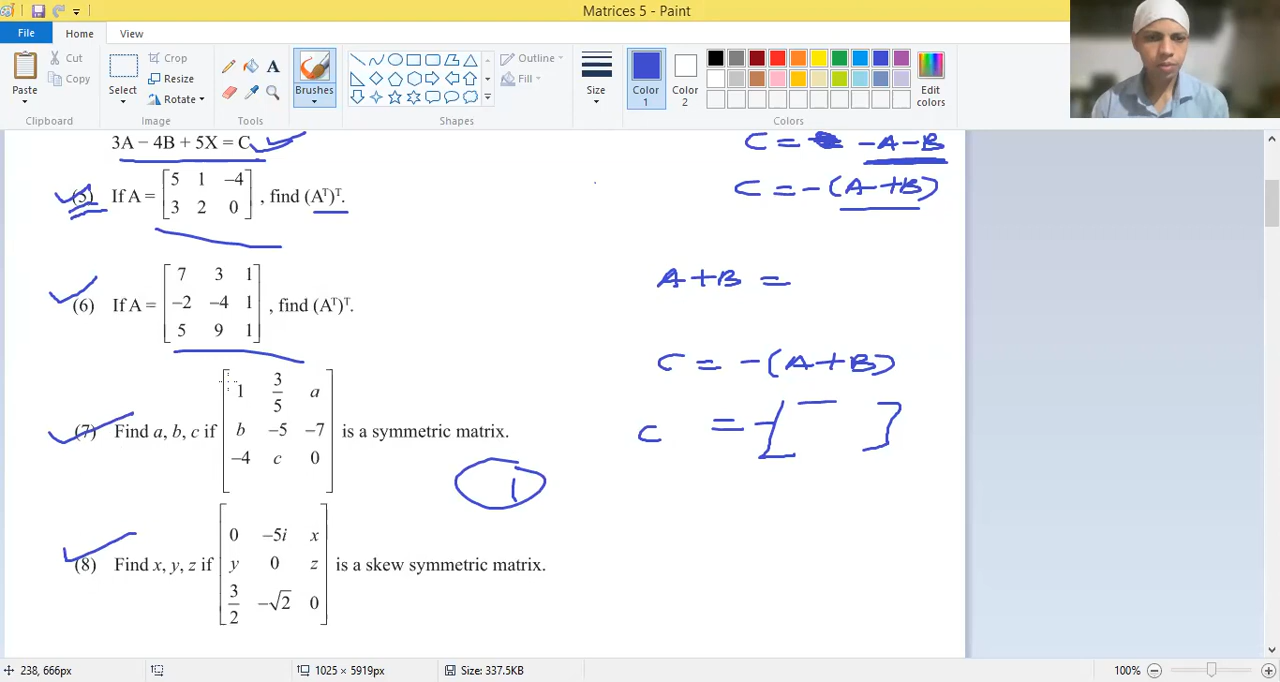 Matrices 5 - Paint
File Home View
Paste
Cut
Copy
Clipboard
Select
Crop
Resize
Rotate
Image
A
Tools
Brushes
Outline
Fill
Shapes
Size
Color 1
Color 2
Edit colors
Colors
3A − 4B + 5X = C
C = -A-B
C = -(A+B)
(5) If A = [5 1 −4
3 2 0] , find (Aᵀ)ᵀ.
A+B =
(6) If A = [7 3 1
−2 −4 1
5 9 1] , find (Aᵀ)ᵀ.
C = -(A+B)
C = -[ ]
(7) Find a, b, c if [1 3/5 a
b −5 −7
−4 c 0] is a symmetric matrix.
(8) Find x, y, z if [0 −5i x
y 0 z
3/2 −√2 0] is a skew symmetric matrix.
238, 666px
1025 × 5919px
Size: 337.5KB
100%